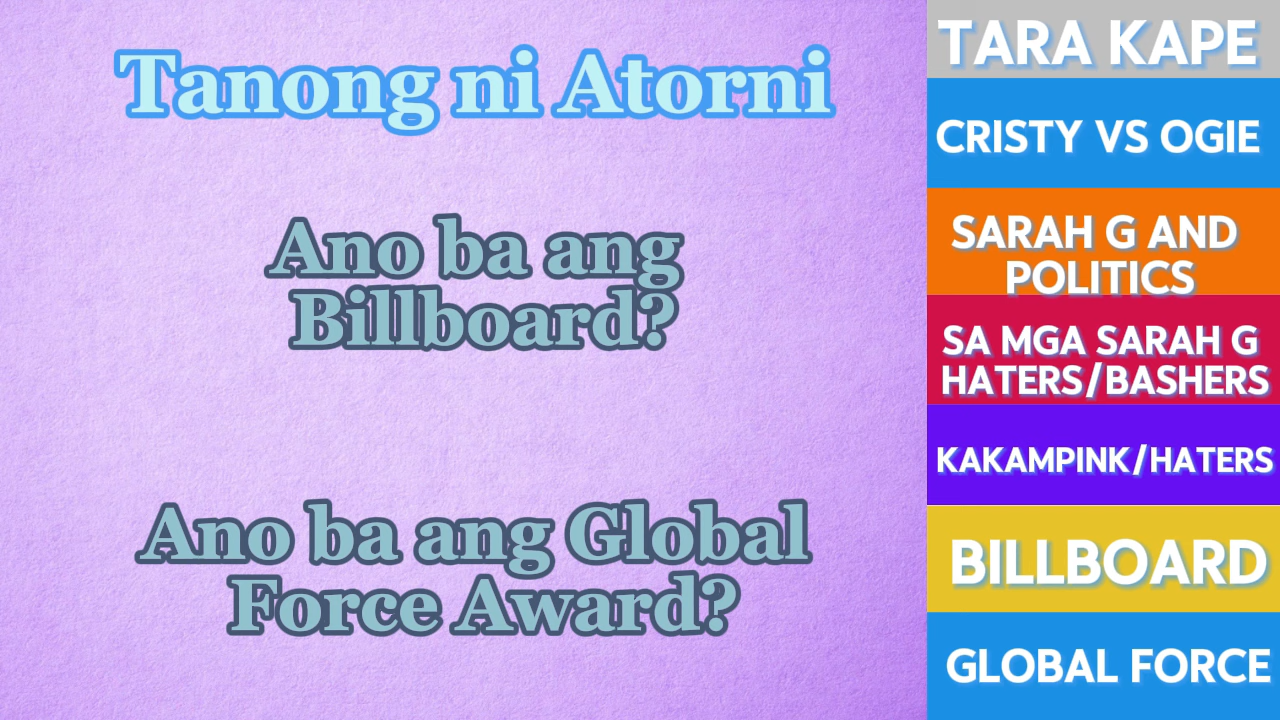 Tanong ni Atorni
Ano ba ang
Billboard?
Ano ba ang Global
Force Award?
TARA KAPE
CRISTY VS OGIE
SARAH G AND
POLITICS
SA MGA SARAH G
HATERS/BASHERS
KAKAMPINK/HATERS
BILLBOARD
GLOBAL FORCE